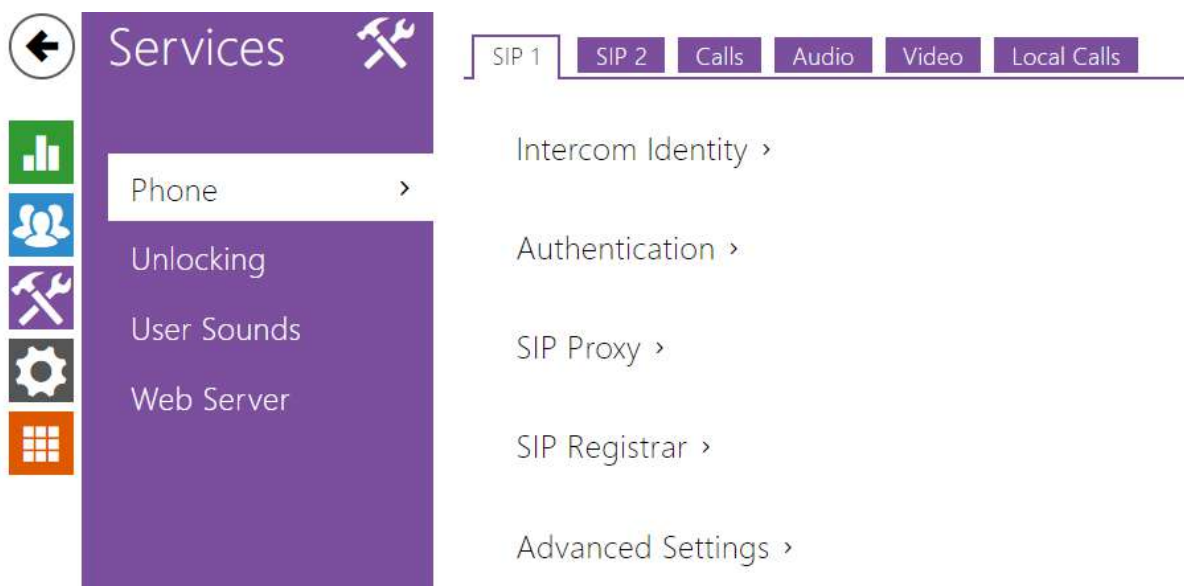 Services
Phone
Unlocking
User Sounds
Web Server
SIP 1 SIP 2 Calls Audio Video Local Calls
Intercom Identity
Authentication
SIP Proxy
SIP Registrar
Advanced Settings